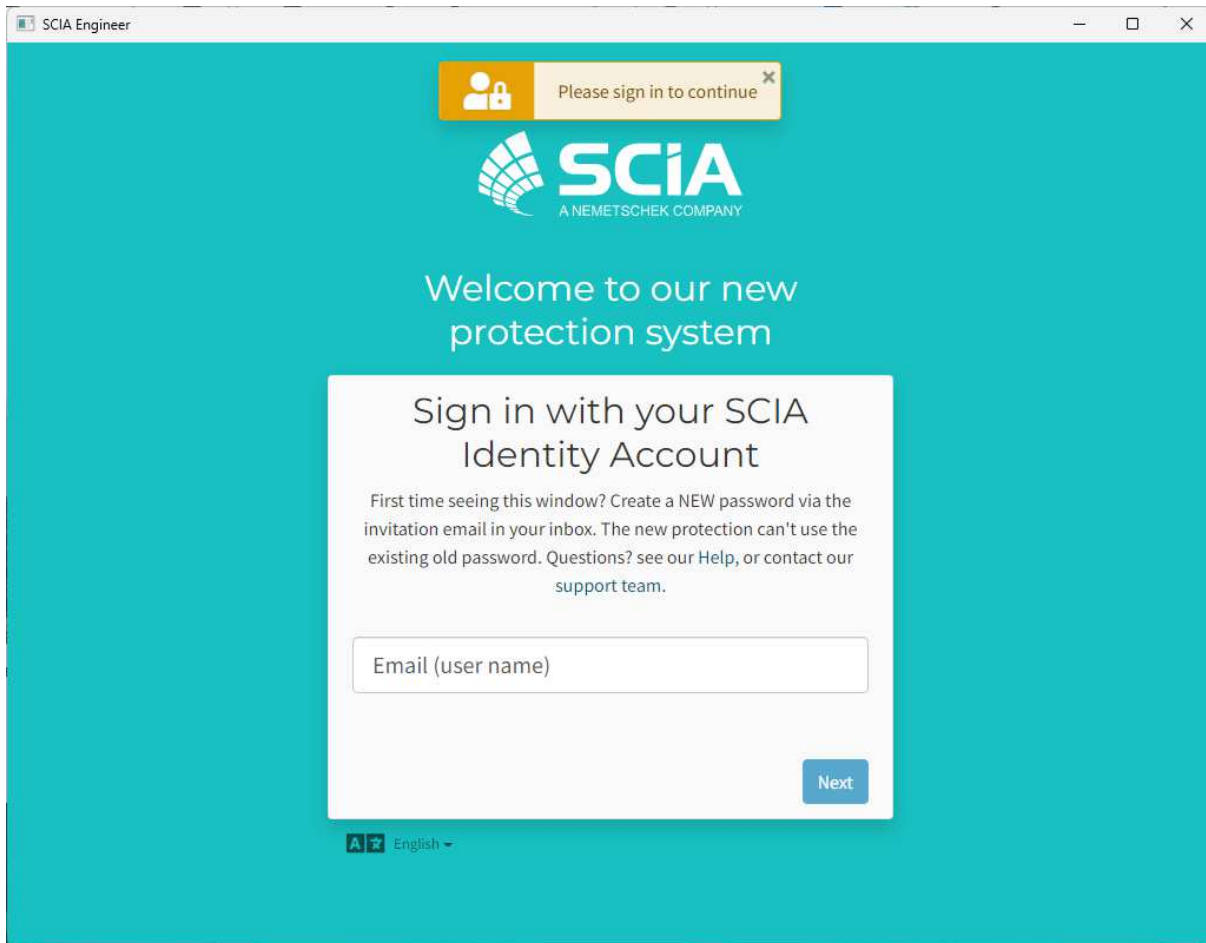 SCIA Engineer
Please sign in to continue
SCiA
A NEMETSCHEK COMPANY
Welcome to our new
protection system
Sign in with your SCIA
Identity Account
First time seeing this window? Create a NEW password via the
invitation email in your inbox. The new protection can't use the
existing old password. Questions? see our Help, or contact our
support team.
Email (user name)
Next
English